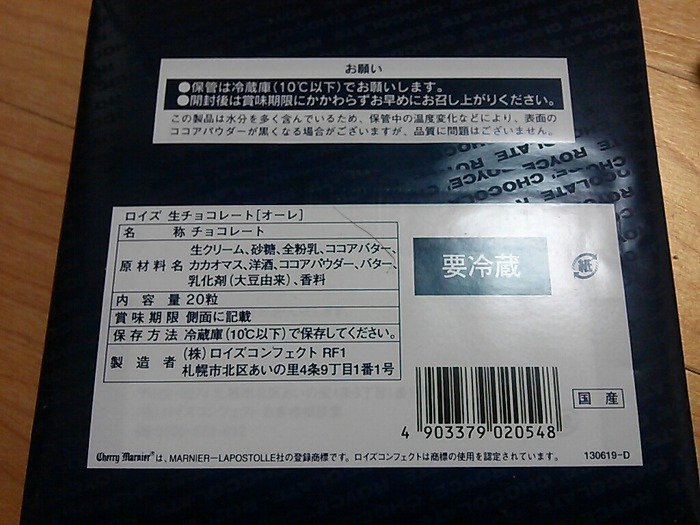 お願い
●保管は冷蔵庫(10℃以下)でお願いします。
●開封後は賞味期限にかかわらずお早めにお召し上がりください。
この製品は水分を多く含んでいるため、保管中の温度変化などにより、表面の
ココアパウダーが黒くなる場合がございますが、品質に問題はございません。
ROYCE' CHOCOLATE
ロイズ 生チョコレート[オーレ]
名称 チョコレート
原材料名 生クリーム、砂糖、全粉乳、ココアバター、
カカオマス、洋酒、ココアパウダー、バター、
乳化剤(大豆由来)、香料
内容量 20粒
賞味期限 側面に記載
保存方法 冷蔵庫(10℃以下)で保存してください。
製造者 (株)ロイズコンフェクト RF1
札幌市北区あいの里4条9丁目1番1号
要冷蔵
紙
国産
4 903379 020548
Cherry Marnier®は、MARNIER-LAPOSTOLLE社の登録商標です。ロイズコンフェクトは商標の使用を認定されています。
130619-D